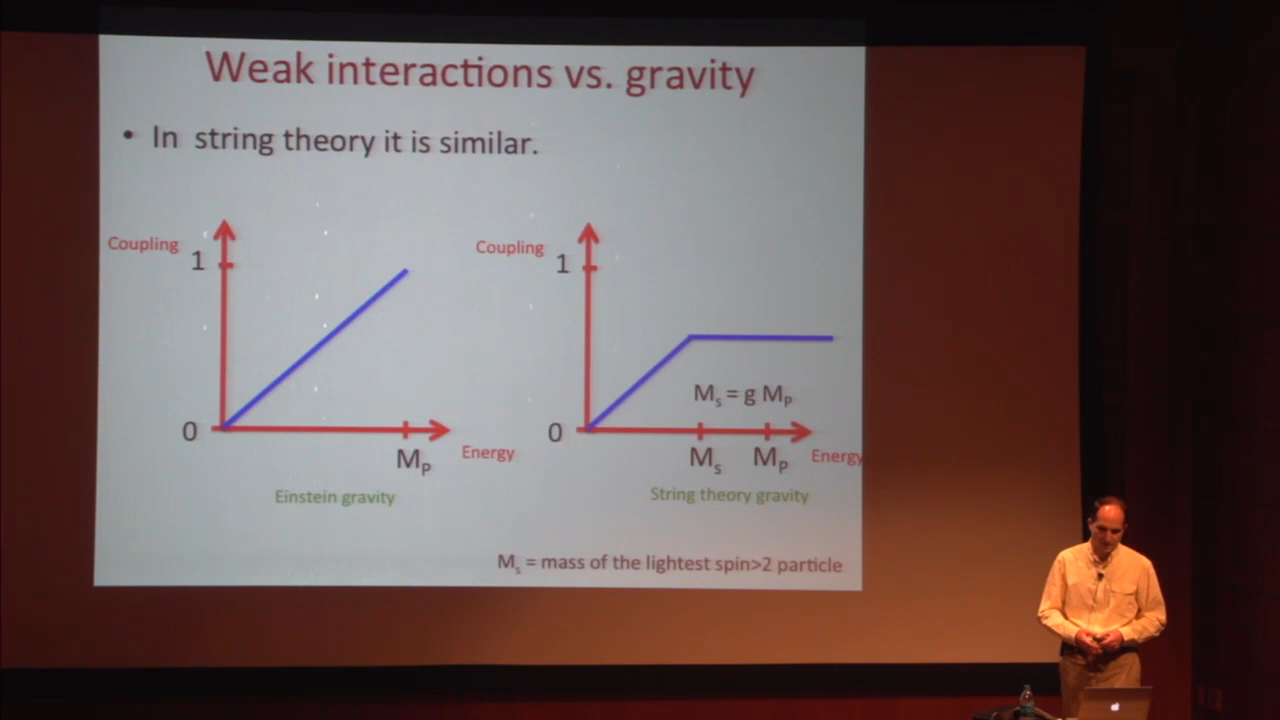 Weak interactions vs. gravity
• In string theory it is similar.
Coupling
1
0
M_P
Energy
Einstein gravity
Coupling
1
0
M_s = g M_P
M_s
M_P
Energy
String theory gravity
M_s = mass of the lightest spin>2 particle